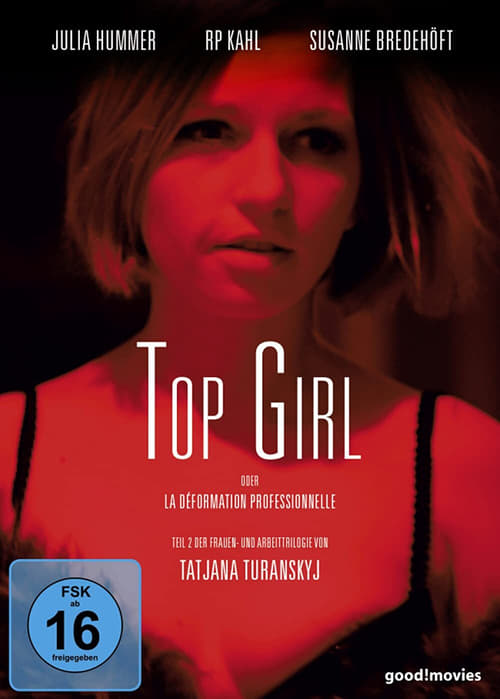 JULIA HUMMER RP KAHL SUSANNE BREDEHÖFT
TOP GIRL
ODER
LA DÉFORMATION PROFESSIONNELLE
TEIL 2 DER FRAUEN- UND ARBEITTRILOGIE VON
TATJANA TURANSKYJ
FSK
ab
16
freigegeben
good!movies